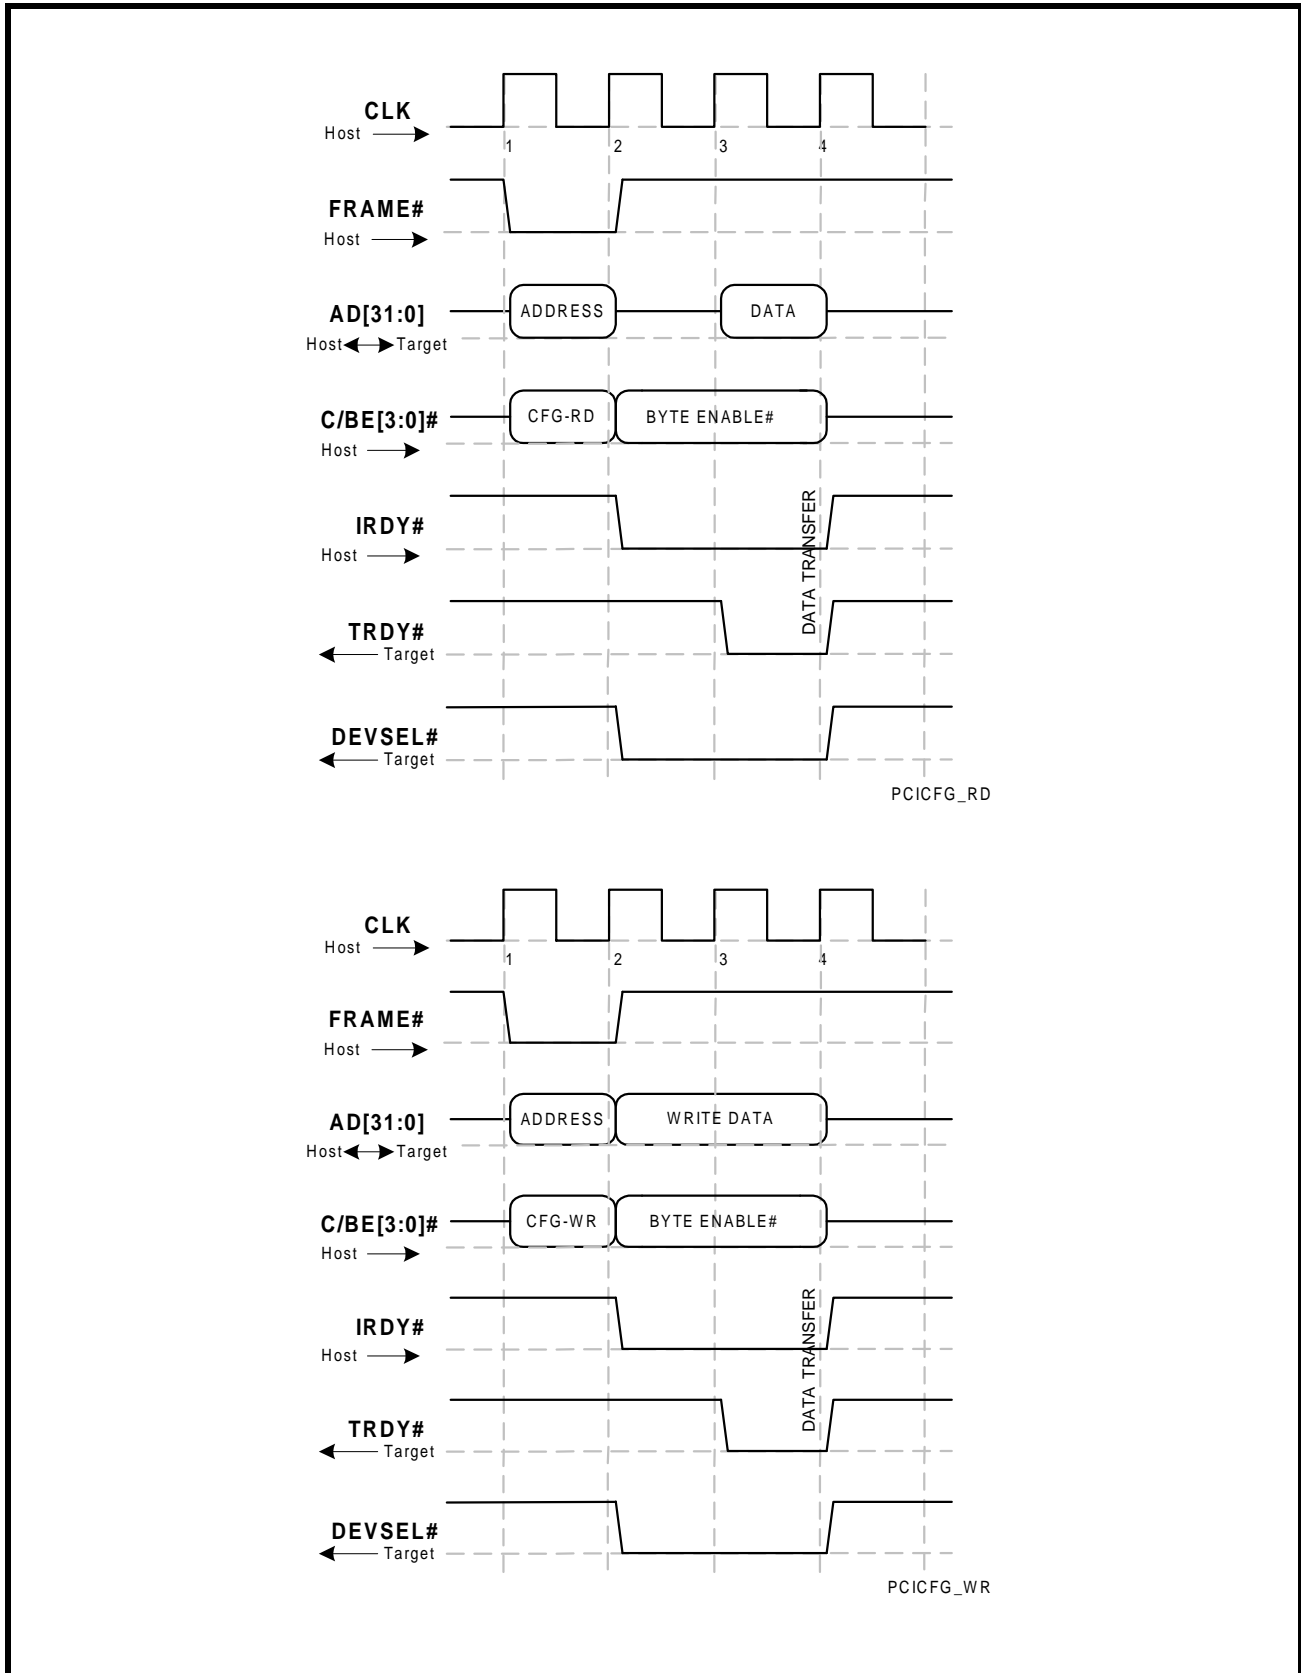 CLK
Host
1 2 3 4
FRAME#
Host
AD[31:0]
ADDRESS DATA
Host Target
C/BE[3:0]#
CFG-RD BYTE ENABLE#
Host
IRDY#
Host
DATA TRANSFER
TRDY#
Target
DEVSEL#
Target
PCICFG_RD
CLK
Host
1 2 3 4
FRAME#
Host
AD[31:0]
ADDRESS WRITE DATA
Host Target
C/BE[3:0]#
CFG-WR BYTE ENABLE#
Host
IRDY#
Host
DATA TRANSFER
TRDY#
Target
DEVSEL#
Target
PCICFG_WR